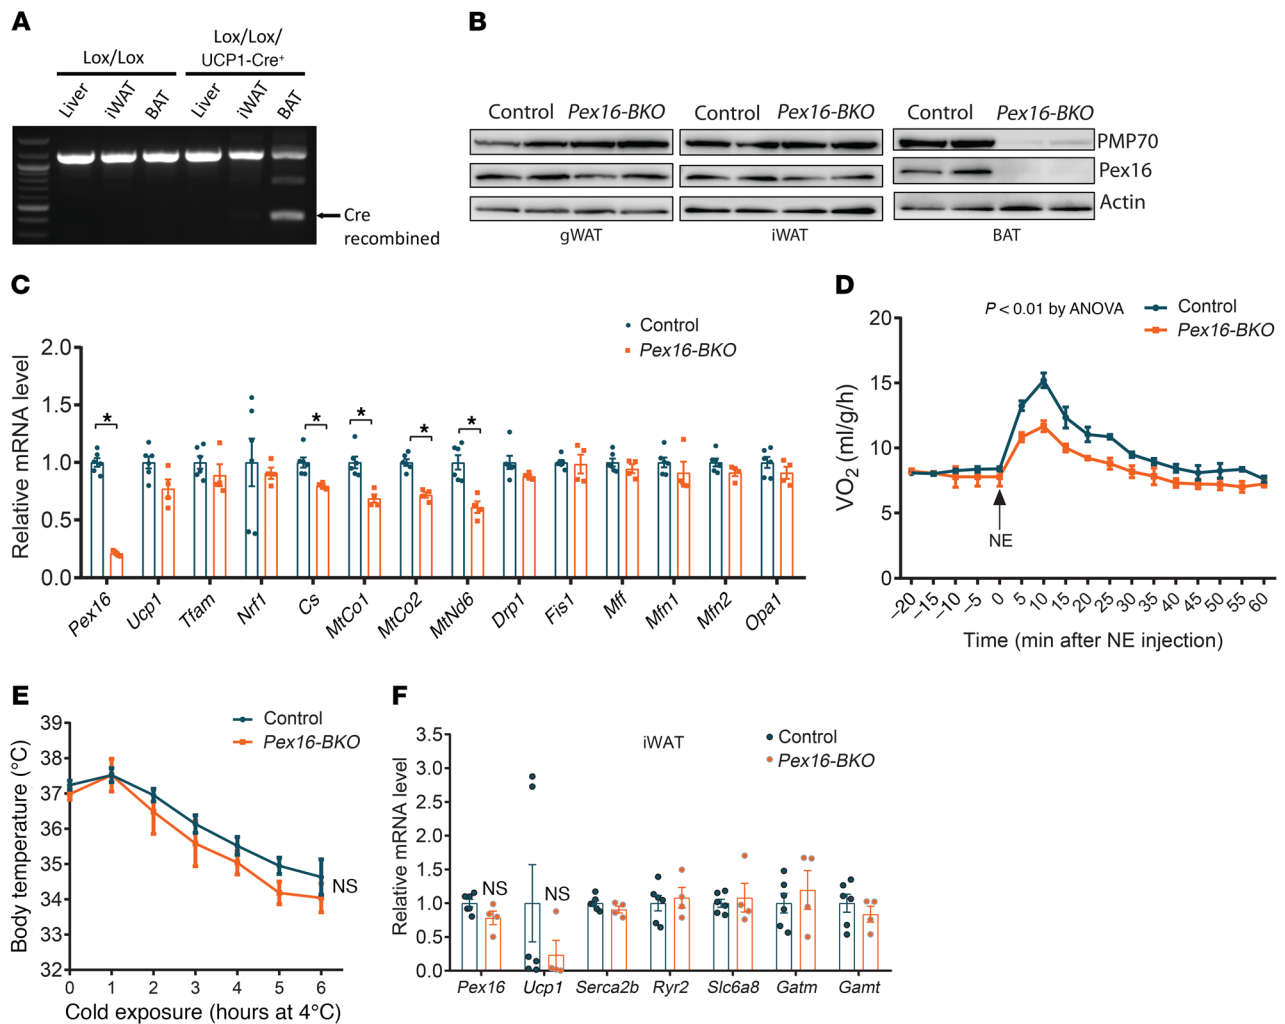 A
Lox/Lox
Lox/Lox/
UCP1-Cre+
Liver
iWAT
BAT
Liver
iWAT
BAT
Cre
recombined
B
Control Pex16-BKO
Control Pex16-BKO
Control Pex16-BKO
PMP70
Pex16
Actin
gWAT
iWAT
BAT
C
Control
Pex16-BKO
Relative mRNA level
2.0
1.5
1.0
0.5
0.0
* * * * *
Pex16 Ucp1 Tfam Nrf1 Cs MtCo1 MtCo2 MtNd6 Drp1 Fis1 Mff Mfn1 Mfn2 Opa1
D
P < 0.01 by ANOVA
Control
Pex16-BKO
VO2 (ml/g/h)
20
15
10
5
0
NE
−20 −15 −10 −5 0 5 10 15 20 25 30 35 40 45 50 55 60
Time (min after NE injection)
E
Control
Pex16-BKO
Body temperature (°C)
39
38
37
36
35
34
33
32
NS
0 1 2 3 4 5 6
Cold exposure (hours at 4°C)
F
iWAT
Control
Pex16-BKO
Relative mRNA level
3.5
3.0
2.5
2.0
1.5
1.0
0.5
0.0
NS
NS
Pex16 Ucp1 Serca2b Ryr2 Slc6a8 Gatm Gamt